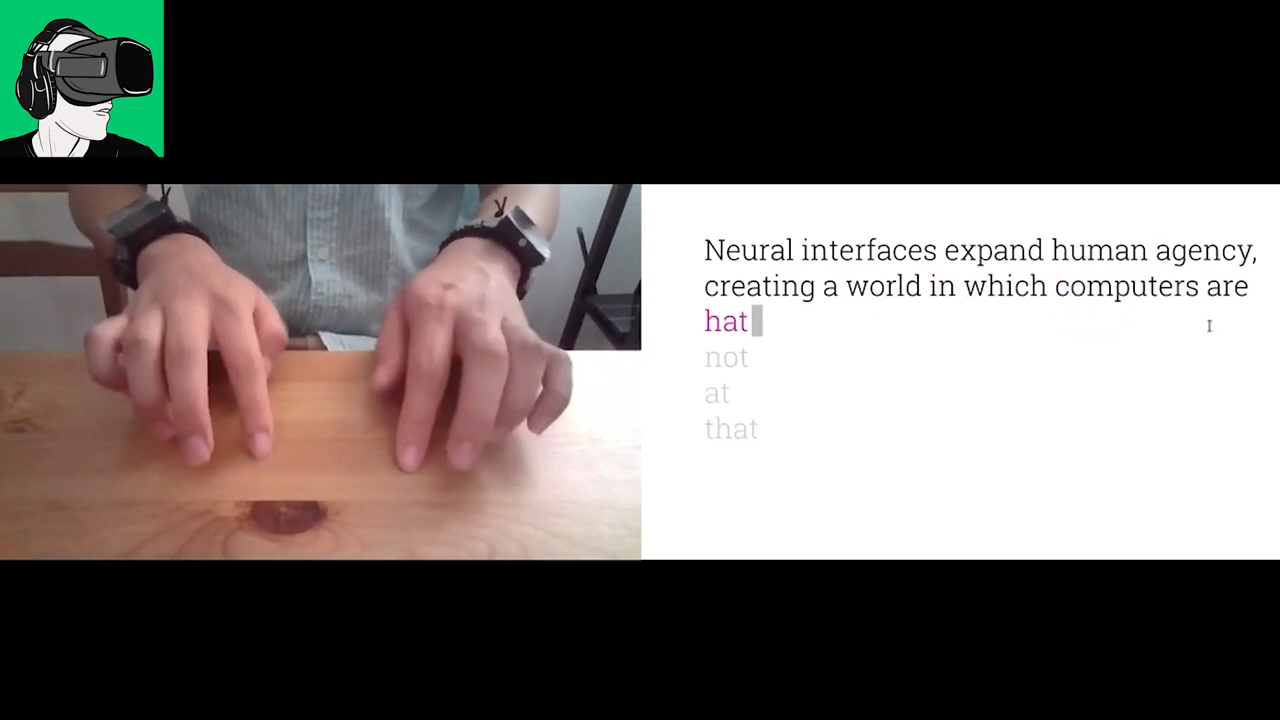 Neural interfaces expand human agency,
creating a world in which computers are
hat
not
at
that